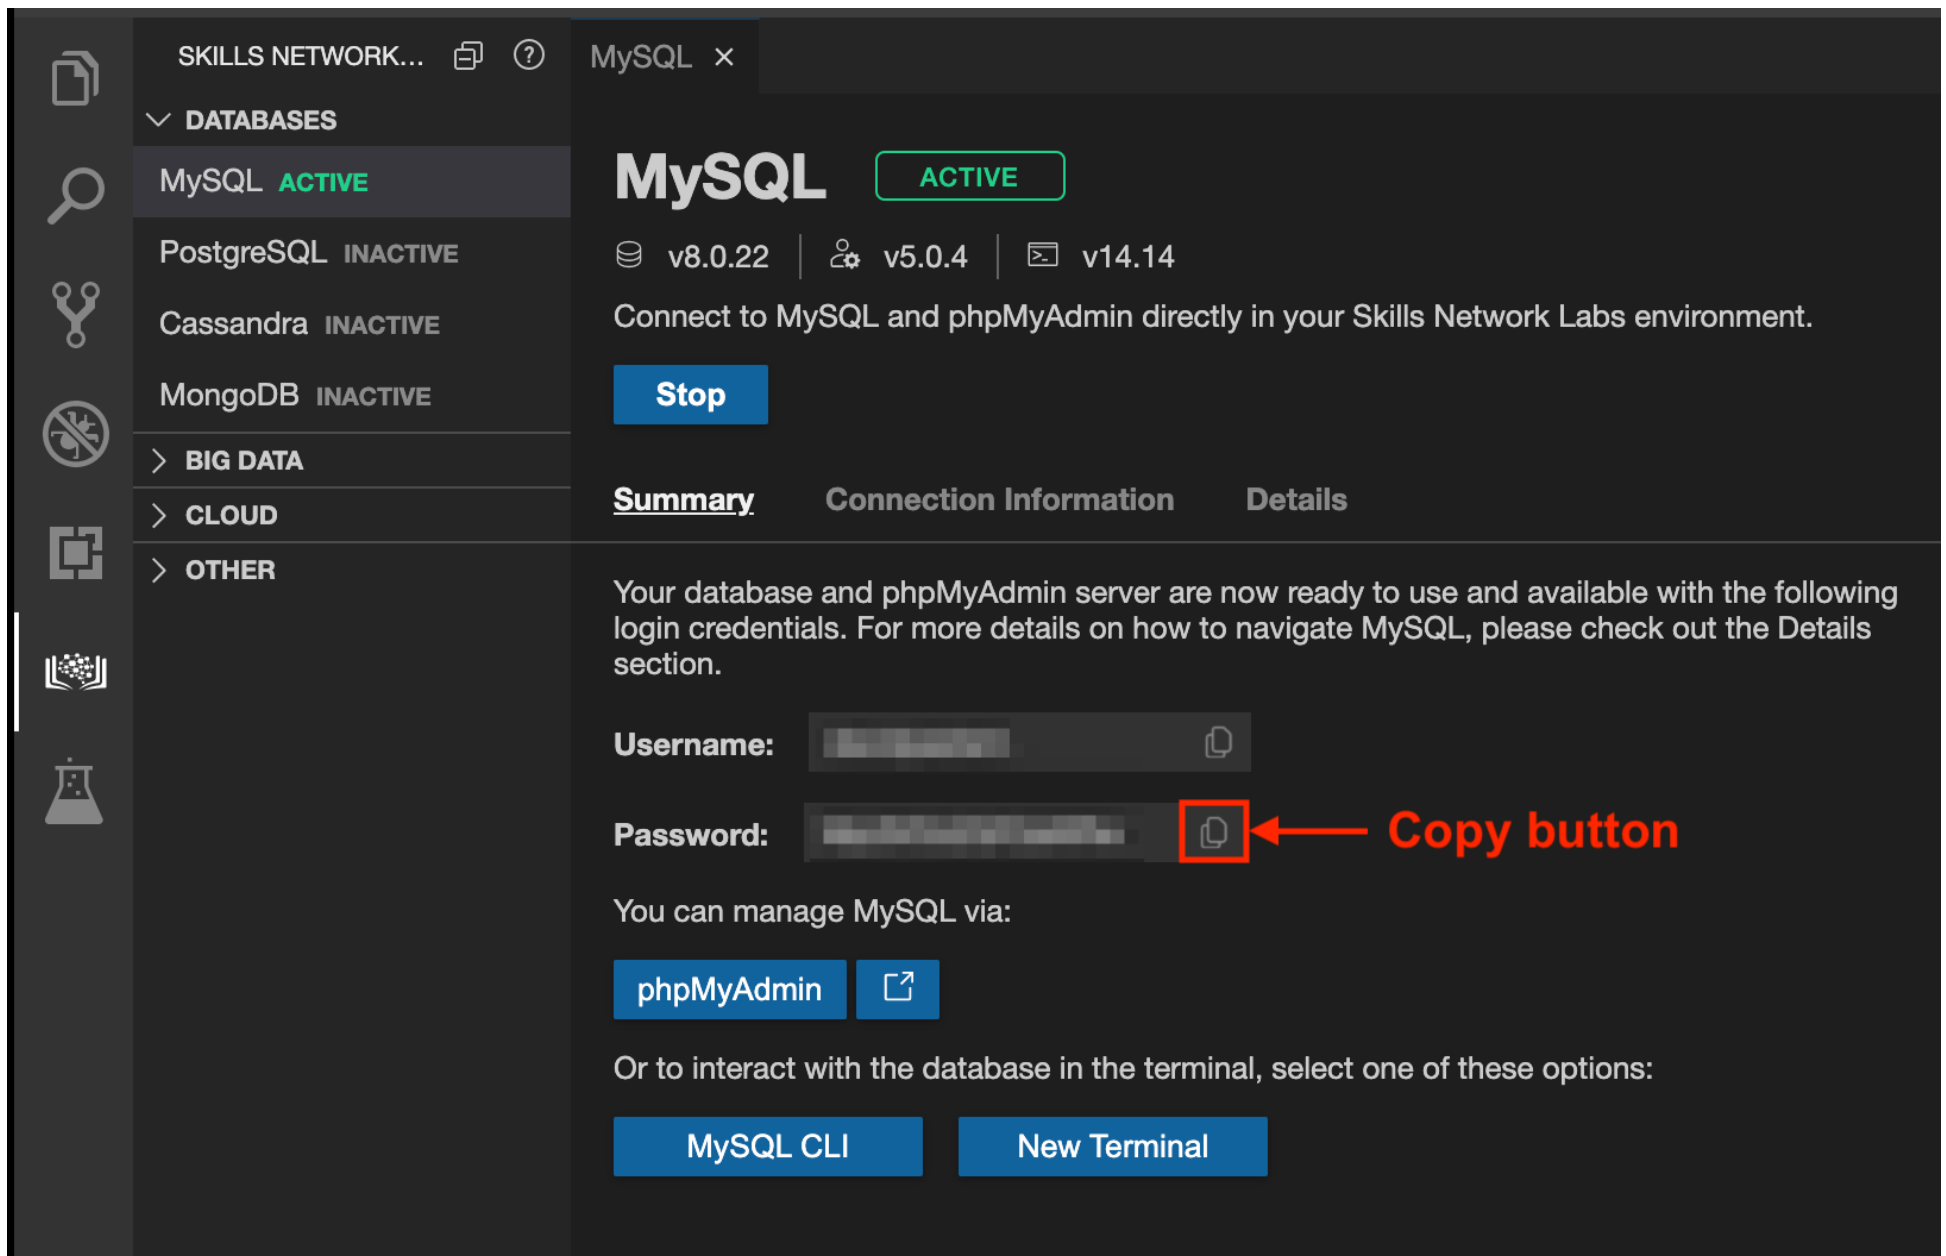 SKILLS NETWORK...
MySQL
DATABASES
MySQL ACTIVE
PostgreSQL INACTIVE
Cassandra INACTIVE
MongoDB INACTIVE
BIG DATA
CLOUD
OTHER
MySQL ACTIVE
v8.0.22 v5.0.4 v14.14
Connect to MySQL and phpMyAdmin directly in your Skills Network Labs environment.
Stop
Summary Connection Information Details
Your database and phpMyAdmin server are now ready to use and available with the following
login credentials. For more details on how to navigate MySQL, please check out the Details
section.
Username:
Password:
Copy button
You can manage MySQL via:
phpMyAdmin
Or to interact with the database in the terminal, select one of these options:
MySQL CLI New Terminal